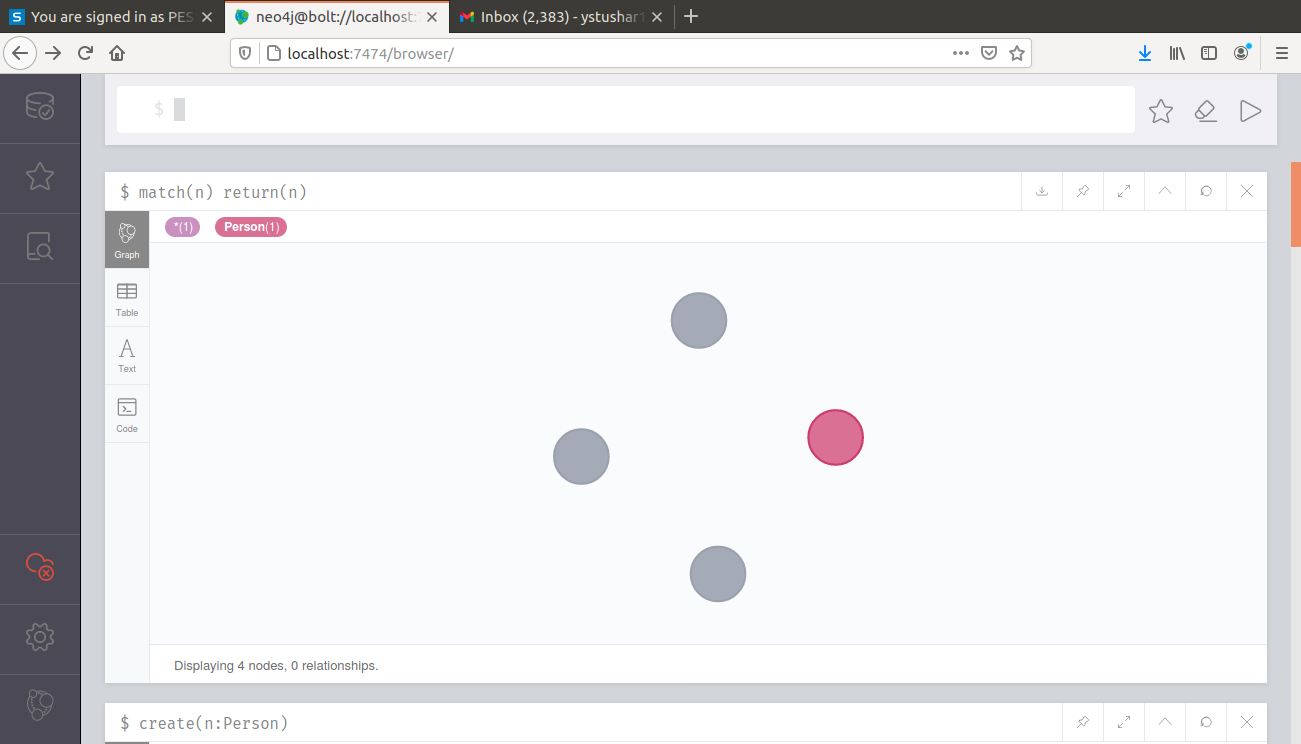 You are signed in as PES
neo4j@bolt://localhost:
Inbox (2,383) - ystushar
localhost:7474/browser/
$
$ match(n) return(n)
*(1) Person(1)
Graph
Table
Text
Code
Displaying 4 nodes, 0 relationships.
$ create(n:Person)